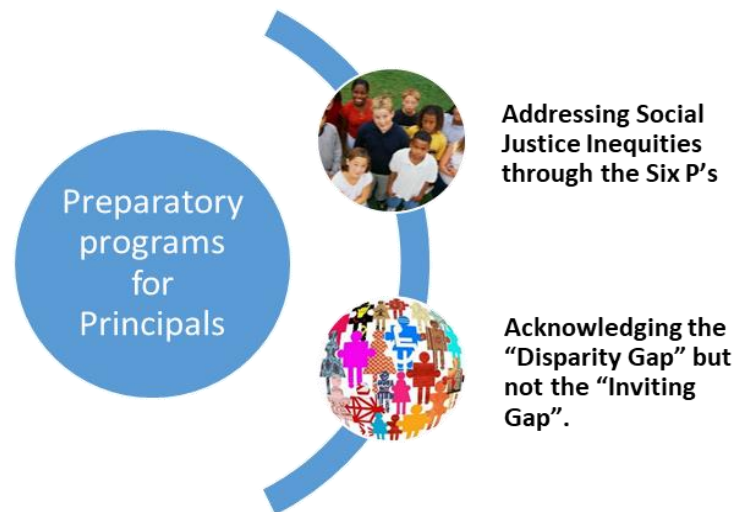 Preparatory
programs
for
Principals
Addressing Social
Justice Inequities
through the Six P’s
Acknowledging the
“Disparity Gap” but
not the “Inviting
Gap”.